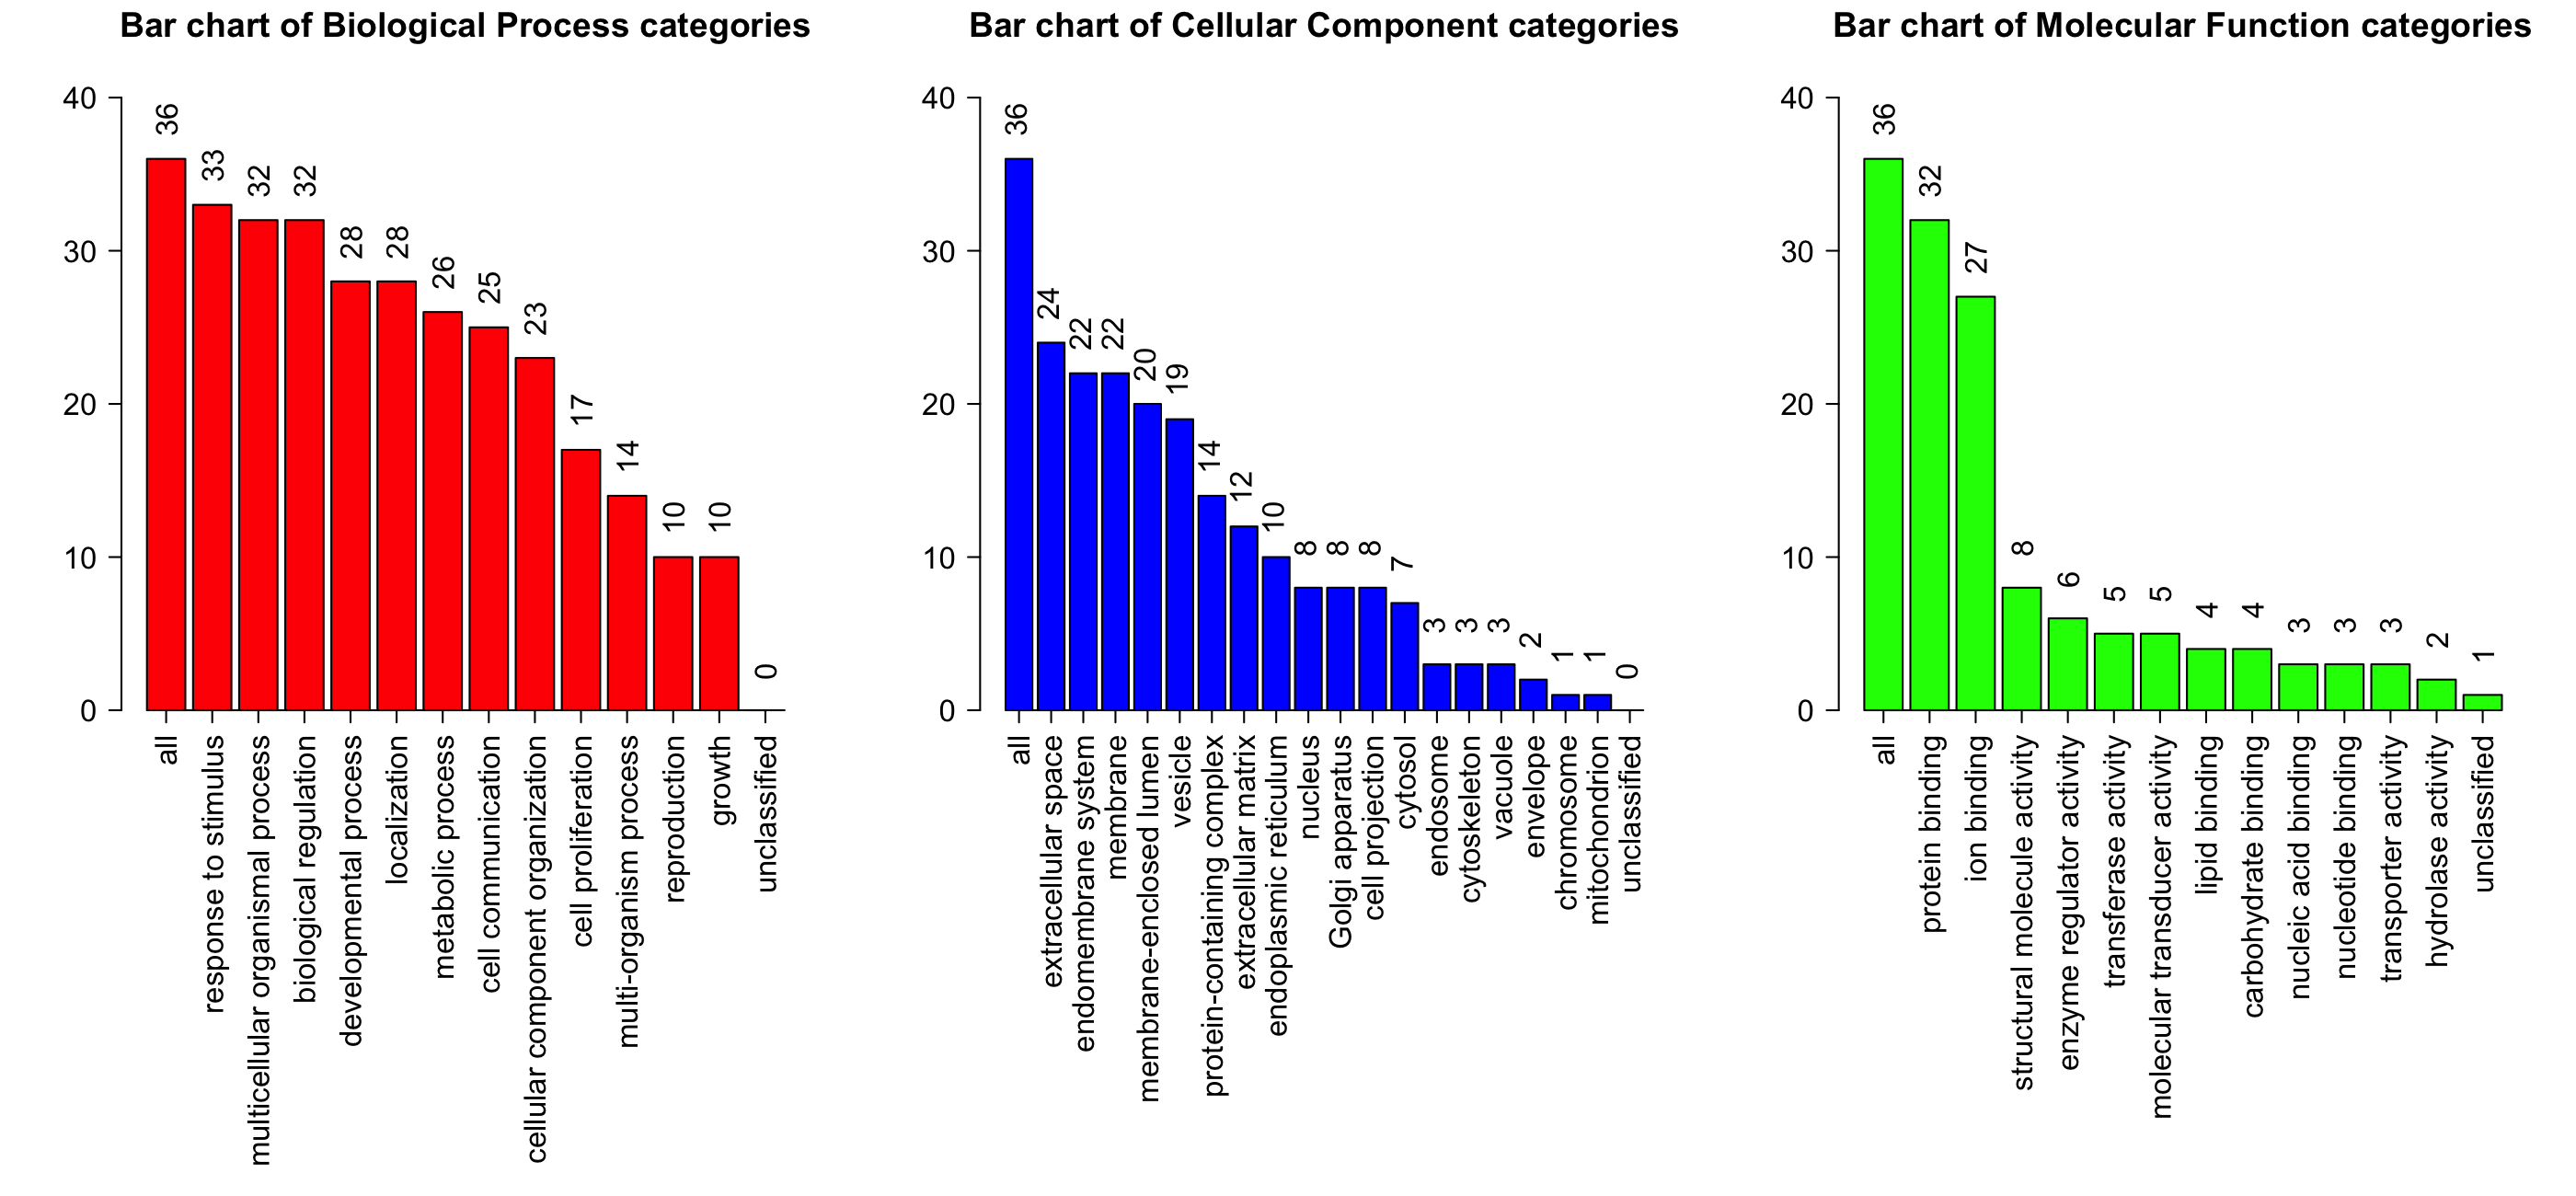 Bar chart of Biological Process categories
40
30
20
10
0
36
33
32
32
28
28
26
25
23
17
14
10
10
0
all
response to stimulus
multicellular organismal process
biological regulation
developmental process
localization
metabolic process
cell communication
cellular component organization
cell proliferation
multi-organism process
reproduction
growth
unclassified
Bar chart of Cellular Component categories
40
30
20
10
0
36
24
22
22
20
19
14
12
10
8
8
8
7
3
3
3
2
1
1
0
all
extracellular space
endomembrane system
membrane
membrane-enclosed lumen
vesicle
protein-containing complex
extracellular matrix
endoplasmic reticulum
nucleus
Golgi apparatus
cell projection
cytosol
endosome
cytoskeleton
vacuole
envelope
chromosome
mitochondrion
unclassified
Bar chart of Molecular Function categories
40
30
20
10
0
36
32
27
8
6
5
5
4
4
3
3
3
2
1
all
protein binding
ion binding
structural molecule activity
enzyme regulator activity
transferase activity
molecular transducer activity
lipid binding
carbohydrate binding
nucleic acid binding
nucleotide binding
transporter activity
hydrolase activity
unclassified